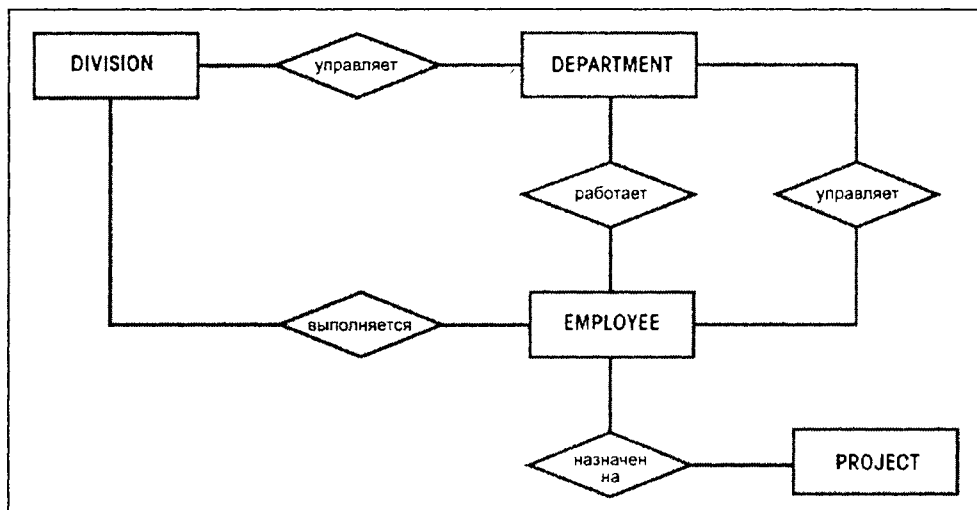 DIVISION
управляет
DEPARTMENT
работает
управляет
выполняется
EMPLOYEE
назначен
на
PROJECT